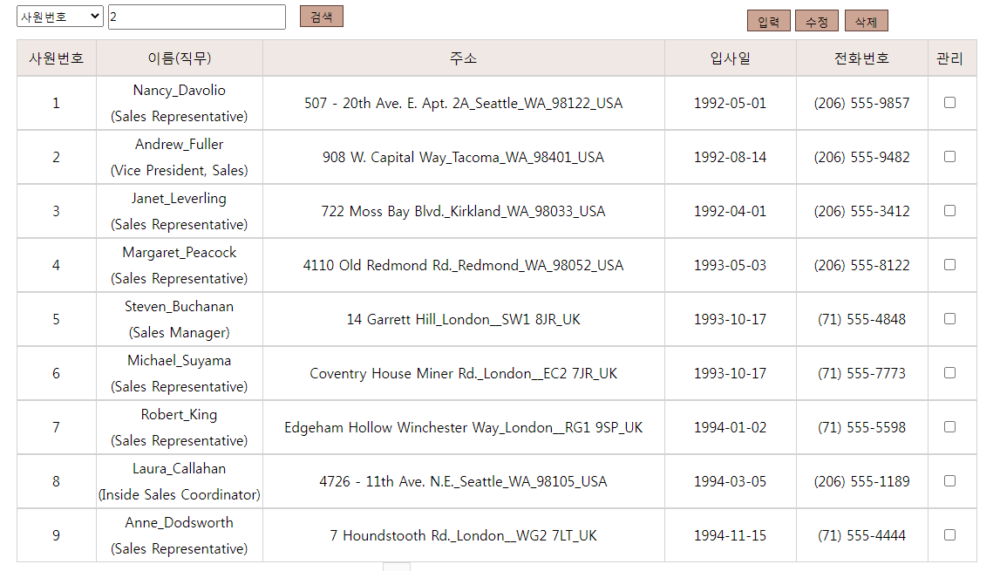 사원번호 2 검색 입력 수정 삭제
사원번호 이름(직무) 주소 입사일 전화번호 관리
1 Nancy_Davolio 507 - 20th Ave. E. Apt. 2A_Seattle_WA_98122_USA 1992-05-01 (206) 555-9857
(Sales Representative)
2 Andrew_Fuller 908 W. Capital Way_Tacoma_WA_98401_USA 1992-08-14 (206) 555-9482
(Vice President, Sales)
3 Janet_Leverling 722 Moss Bay Blvd._Kirkland_WA_98033_USA 1992-04-01 (206) 555-3412
(Sales Representative)
4 Margaret_Peacock 4110 Old Redmond Rd._Redmond_WA_98052_USA 1993-05-03 (206) 555-8122
(Sales Representative)
5 Steven_Buchanan 14 Garrett Hill_London__SW1 8JR_UK 1993-10-17 (71) 555-4848
(Sales Manager)
6 Michael_Suyama Coventry House Miner Rd._London__EC2 7JR_UK 1993-10-17 (71) 555-7773
(Sales Representative)
7 Robert_King Edgeham Hollow Winchester Way_London__RG1 9SP_UK 1994-01-02 (71) 555-5598
(Sales Representative)
8 Laura_Callahan 4726 - 11th Ave. N.E._Seattle_WA_98105_USA 1994-03-05 (206) 555-1189
(Inside Sales Coordinator)
9 Anne_Dodsworth 7 Houndstooth Rd._London__WG2 7LT_UK 1994-11-15 (71) 555-4444
(Sales Representative)